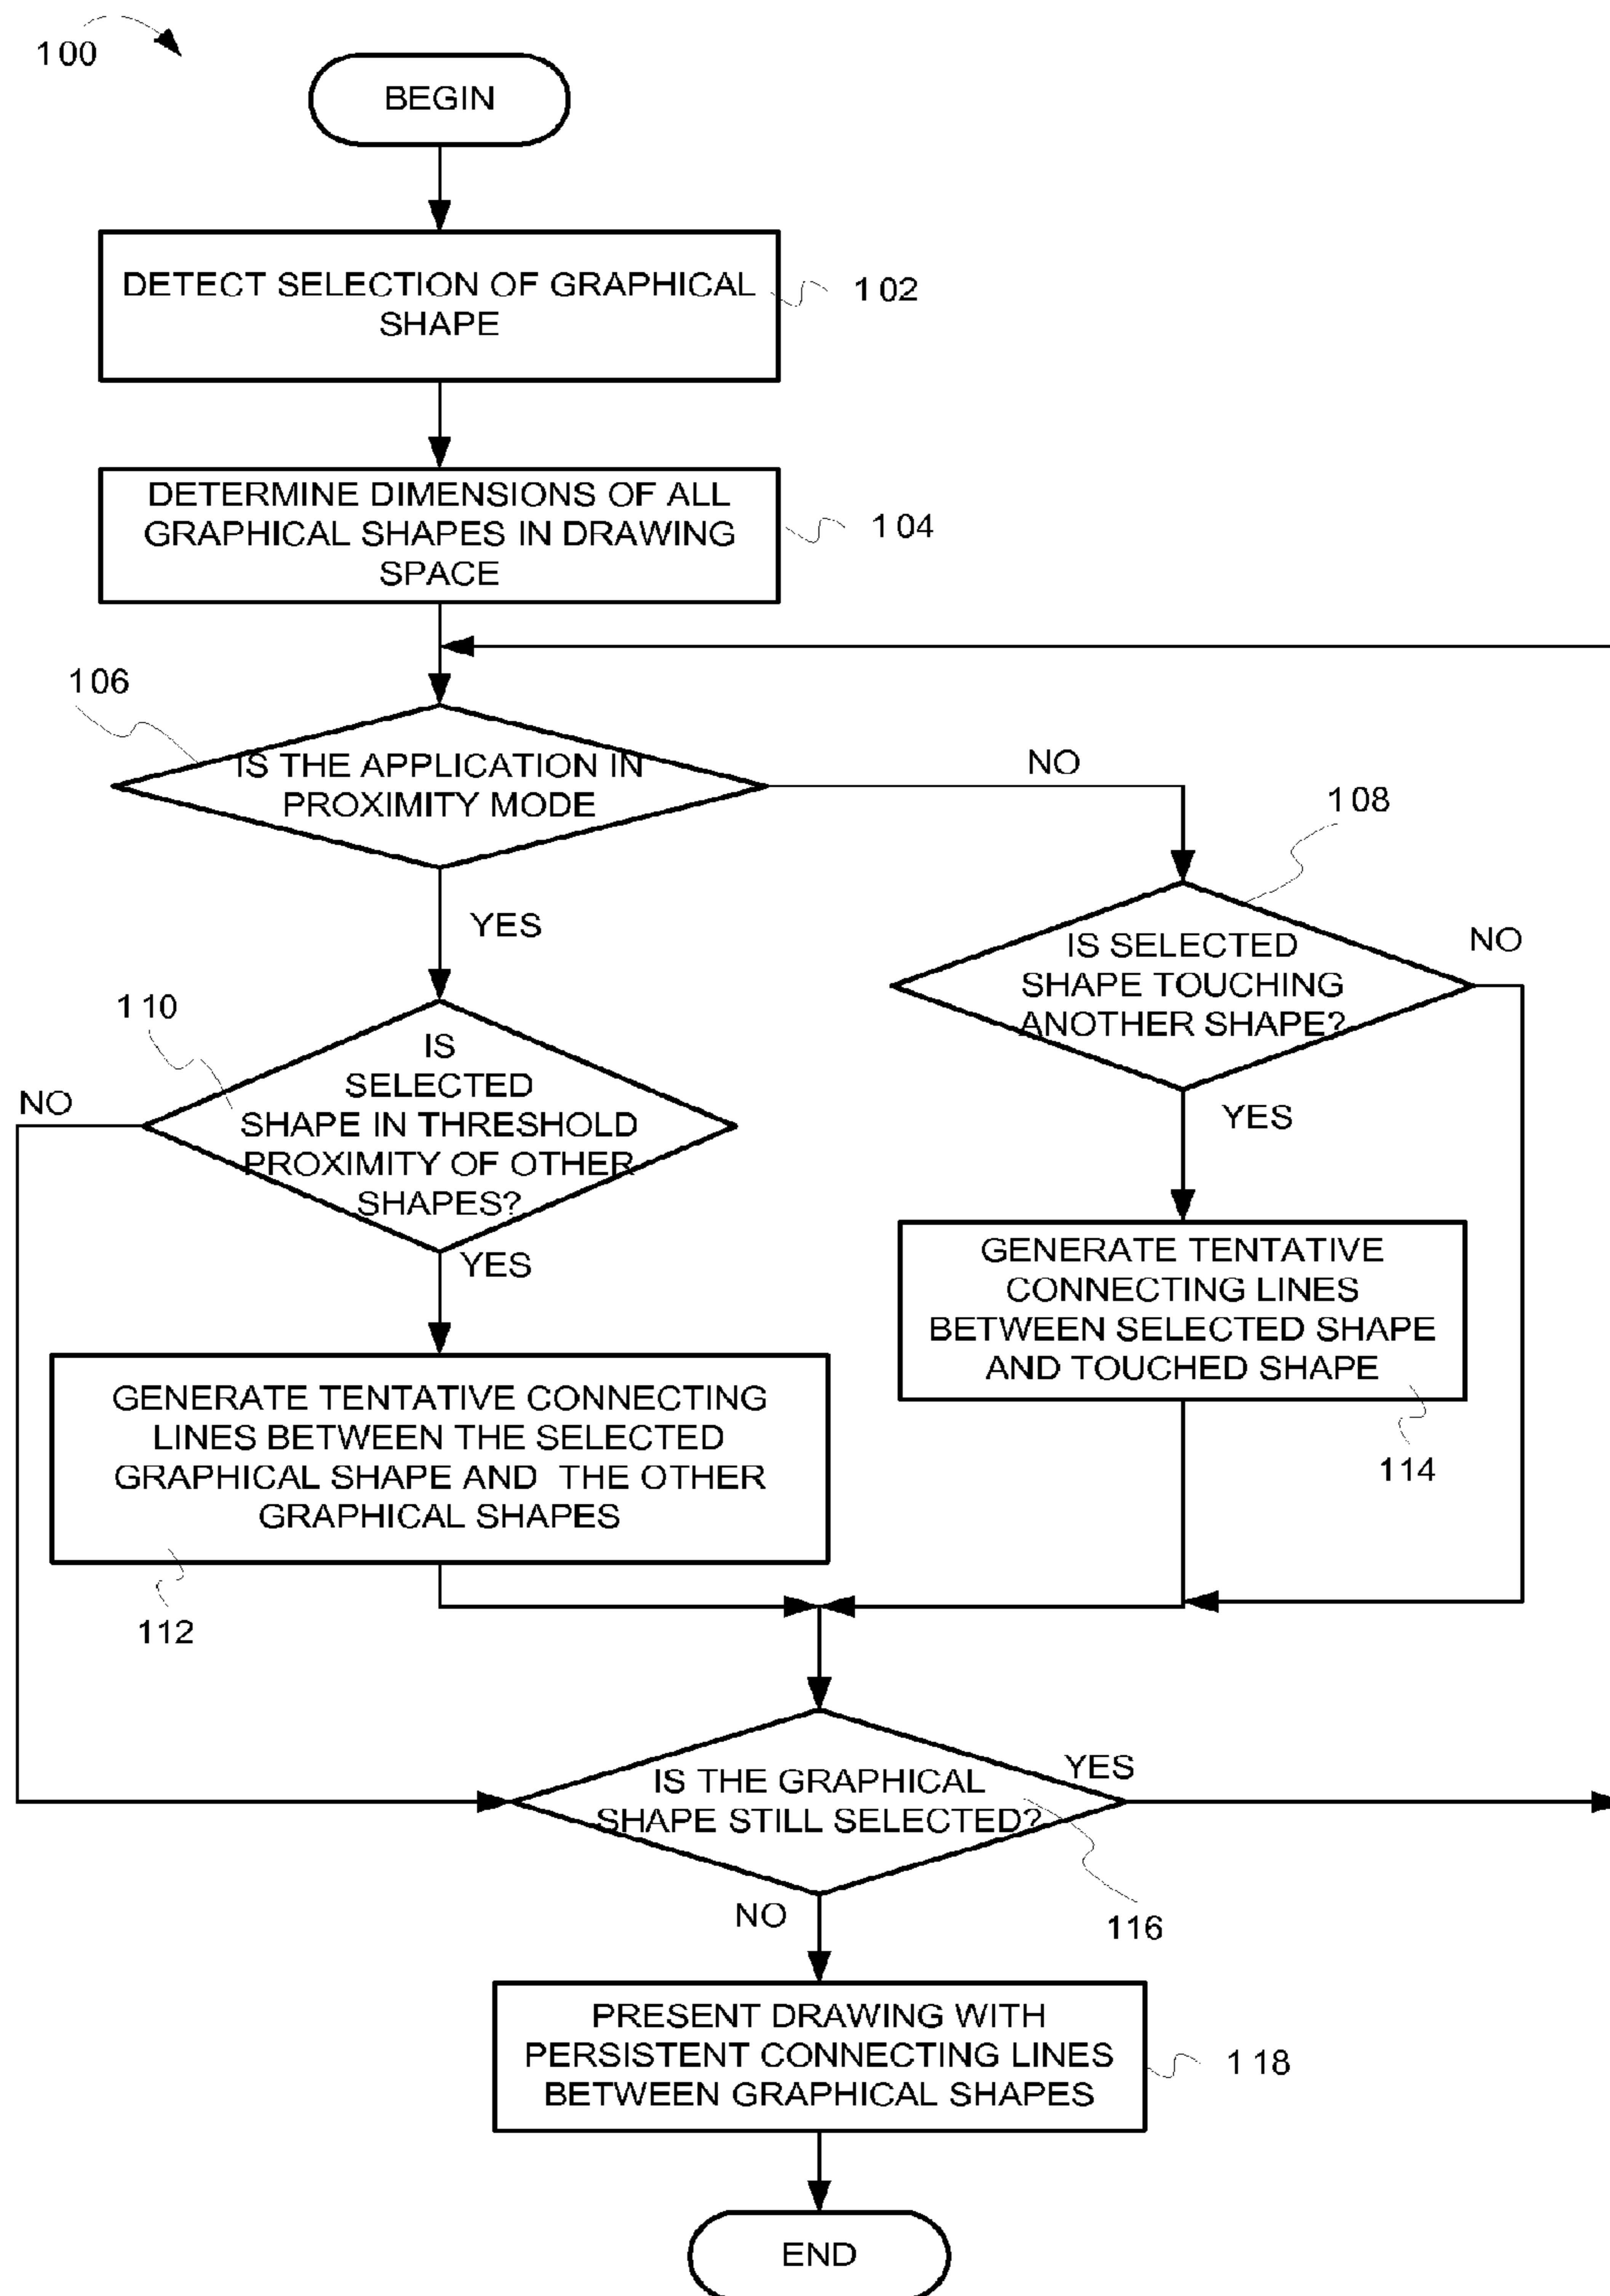 100
BEGIN
DETECT SELECTION OF GRAPHICAL
SHAPE
102
DETERMINE DIMENSIONS OF ALL
GRAPHICAL SHAPES IN DRAWING
SPACE
104
106
IS THE APPLICATION IN
PROXIMITY MODE
NO
YES
108
IS SELECTED
SHAPE TOUCHING
ANOTHER SHAPE?
NO
YES
110
IS
SELECTED
SHAPE IN THRESHOLD
PROXIMITY OF OTHER
SHAPES?
NO
YES
GENERATE TENTATIVE
CONNECTING LINES
BETWEEN SELECTED SHAPE
AND TOUCHED SHAPE
114
GENERATE TENTATIVE CONNECTING
LINES BETWEEN THE SELECTED
GRAPHICAL SHAPE AND THE OTHER
GRAPHICAL SHAPES
112
IS THE GRAPHICAL
SHAPE STILL SELECTED?
YES
116
NO
PRESENT DRAWING WITH
PERSISTENT CONNECTING LINES
BETWEEN GRAPHICAL SHAPES
118
END